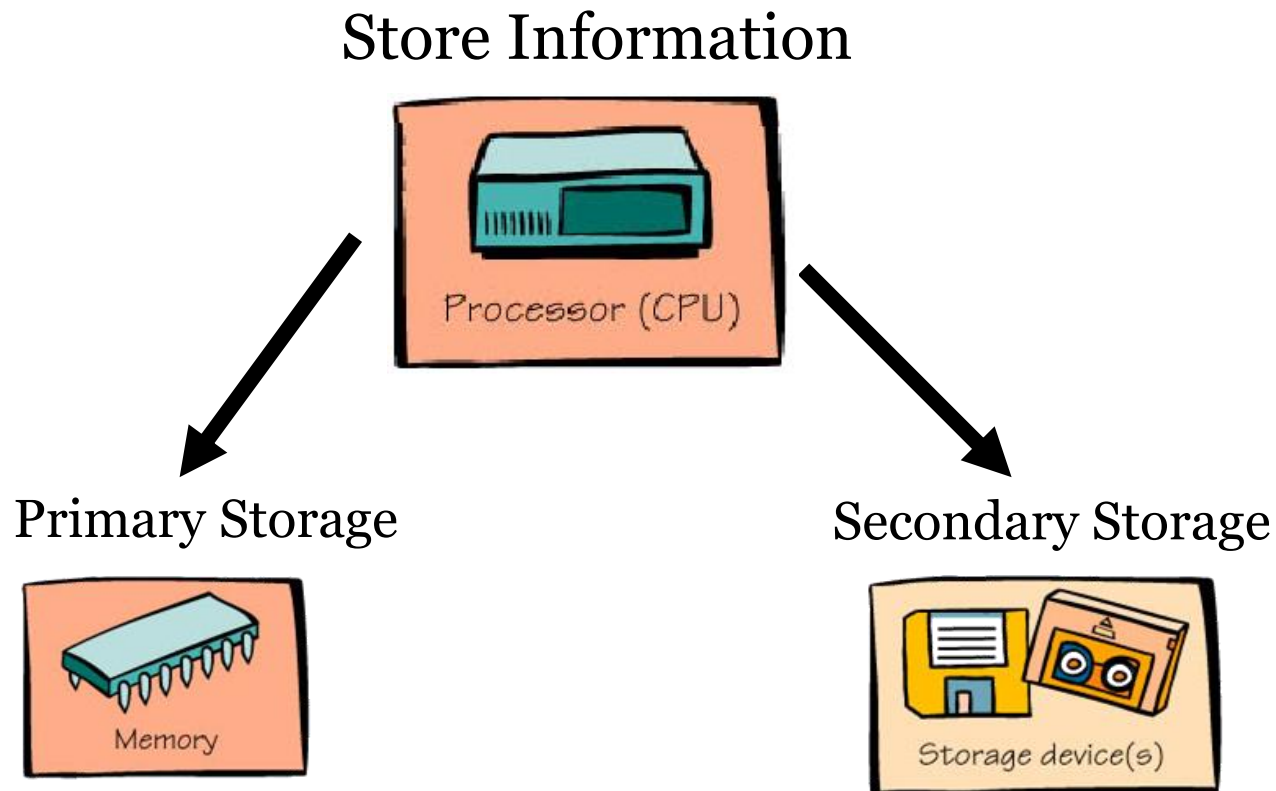 Store Information
Processor (CPU)
Primary Storage
Secondary Storage
Memory
Storage device(s)